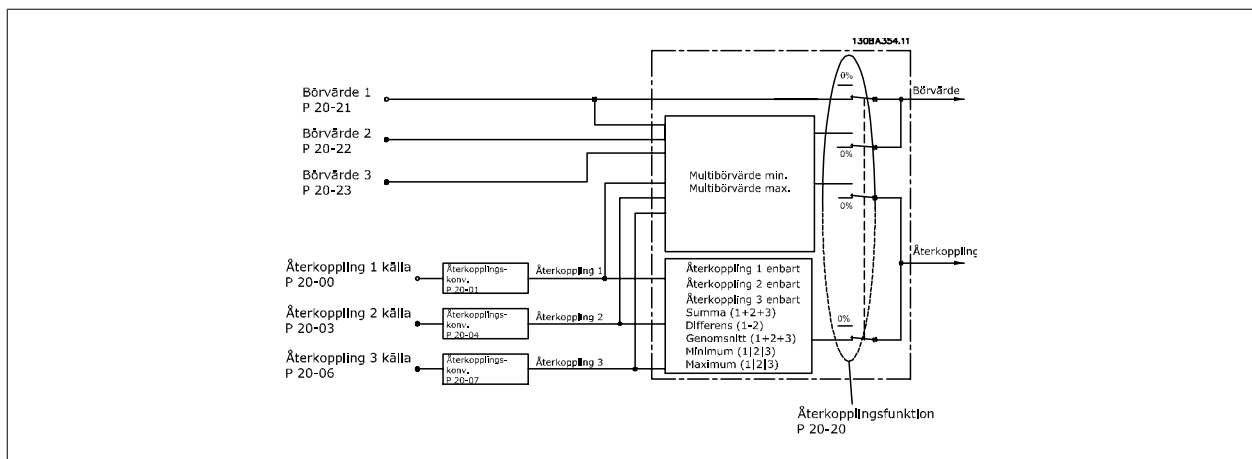 130BA354.11
Börvärde 1
P 20-21
Börvärde 2
P 20-22
Börvärde 3
P 20-23
0%
Börvärde
0%
Multibörvärde min.
Multibörvärde max.
0%
Återkoppling
Återkoppling 1 källa
P 20-00
Återkopplings-
konv.
P 20-01
Återkoppling 1
Återkoppling 2 källa
P 20-03
Återkopplings-
konv.
P 20-04
Återkoppling 2
Återkoppling 3 källa
P 20-06
Återkopplings-
konv.
P 20-07
Återkoppling 3
Återkoppling 1 enbart
Återkoppling 2 enbart
Återkoppling 3 enbart
Summa (1+2+3)
Differens (1-2)
Genomsnitt (1+2+3)
Minimum (1|2|3)
Maximum (1|2|3)
0%
Återkopplingsfunktion
P 20-20